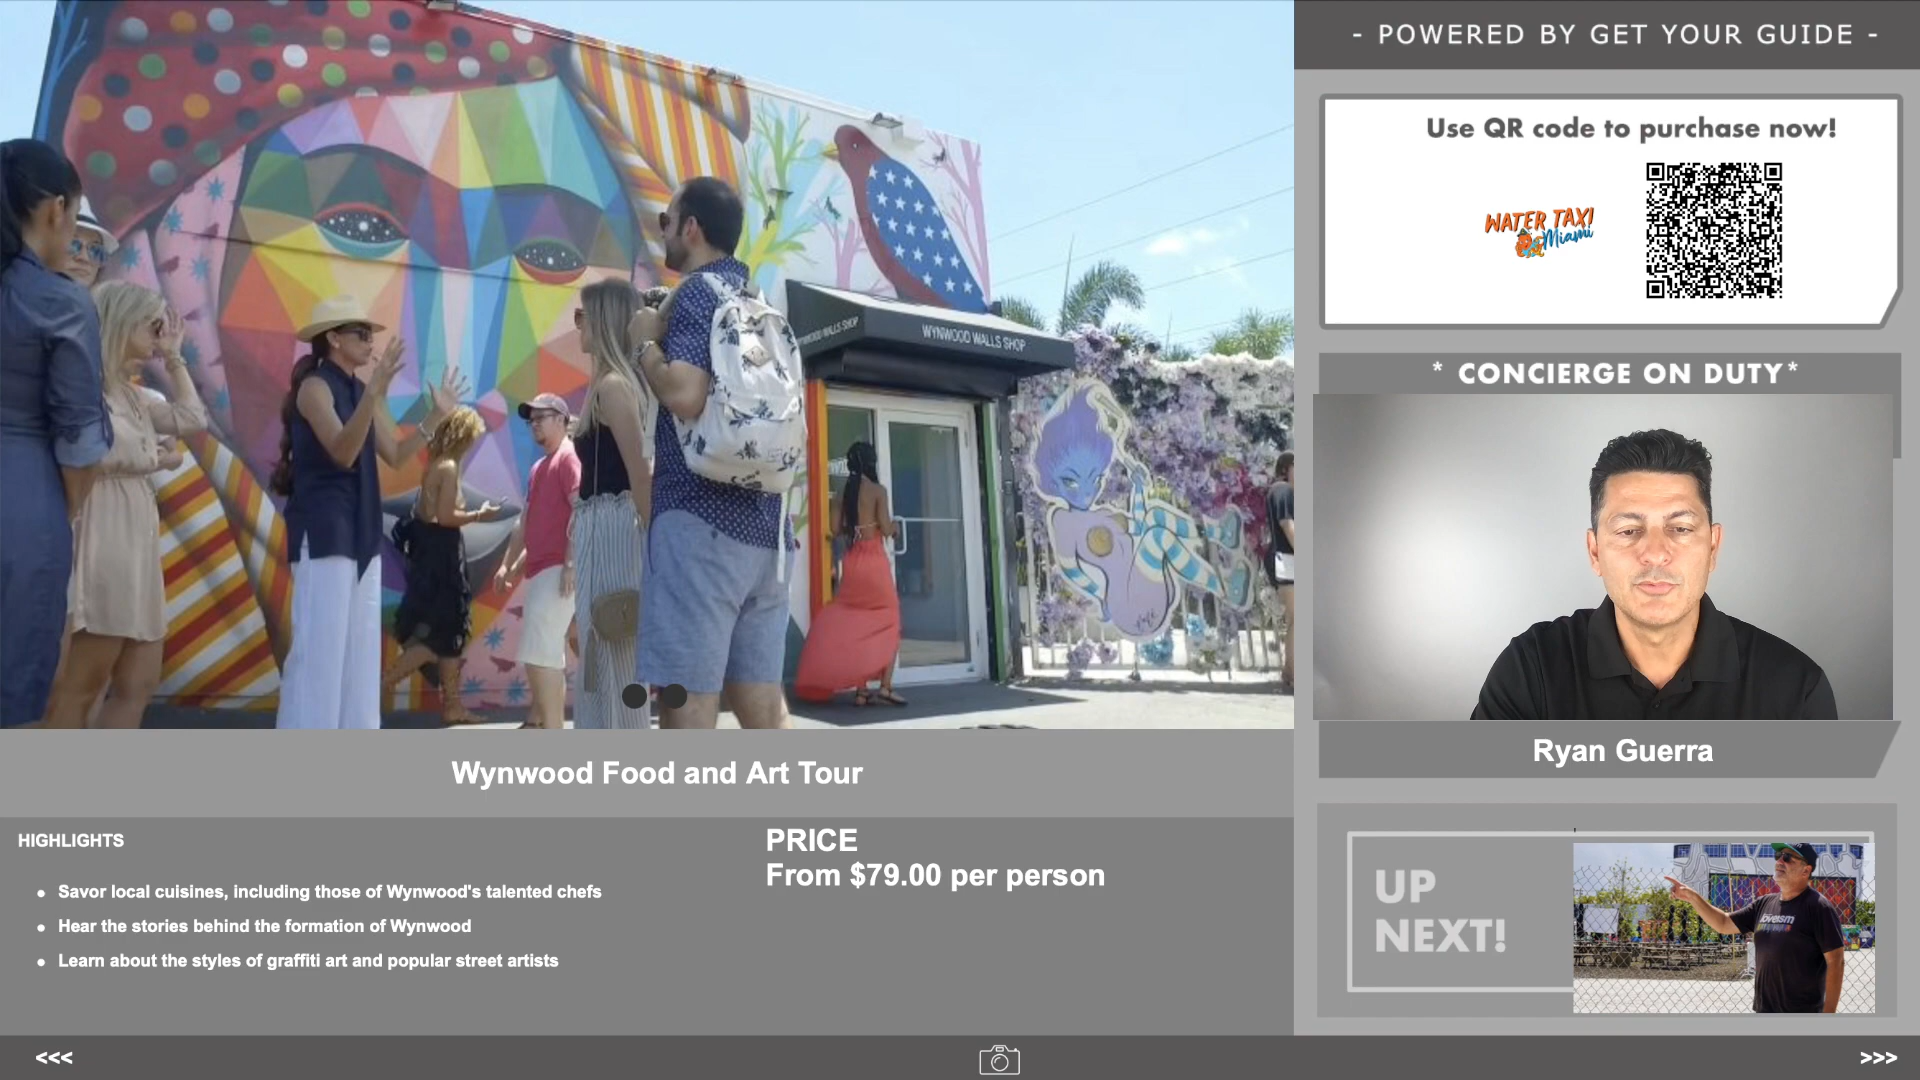 - POWERED BY GET YOUR GUIDE -
Use QR code to purchase now!
WATER TAXI
Miami
* CONCIERGE ON DUTY*
WYNWOOD WALLS SHOP
WYNWOOD WALLS SHOP
Ryan Guerra
Wynwood Food and Art Tour
HIGHLIGHTS
● Savor local cuisines, including those of Wynwood's talented chefs
● Hear the stories behind the formation of Wynwood
● Learn about the styles of graffiti art and popular street artists
PRICE
From $79.00 per person
UP
NEXT!
<<<
>>>